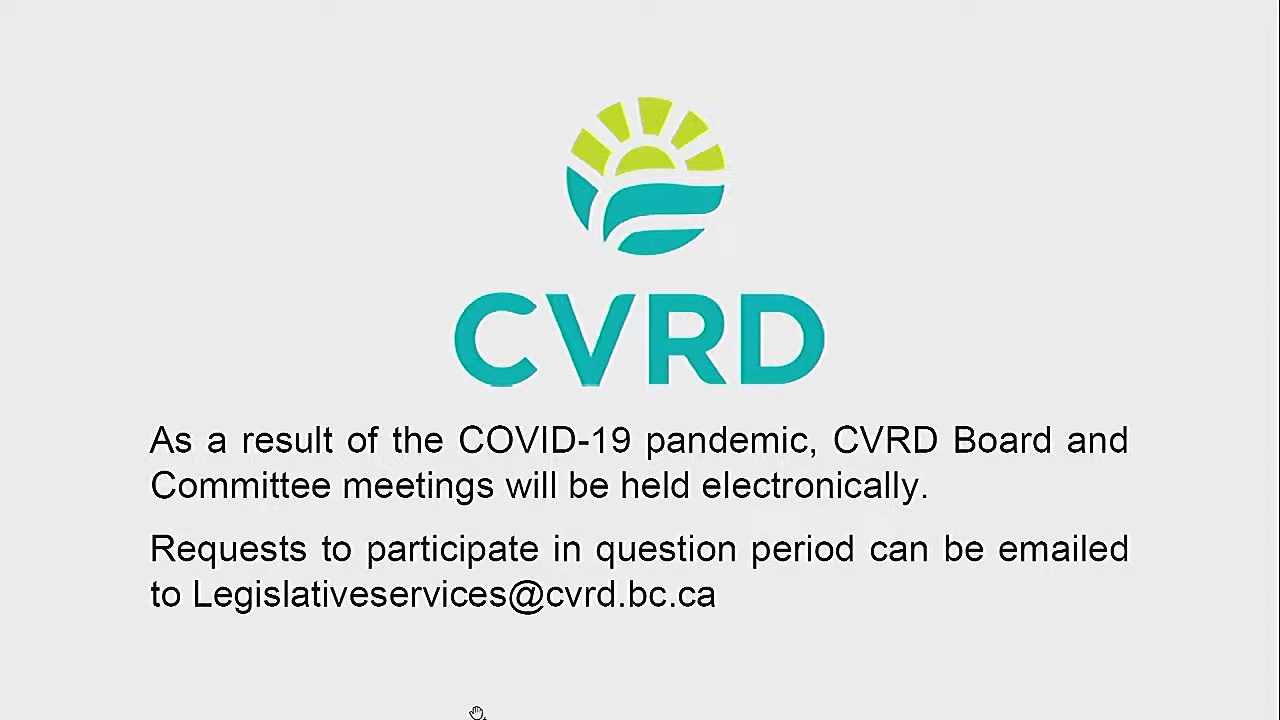 CVRD
As a result of the COVID-19 pandemic, CVRD Board and
Committee meetings will be held electronically.
Requests to participate in question period can be emailed
to Legislativeservices@cvrd.bc.ca